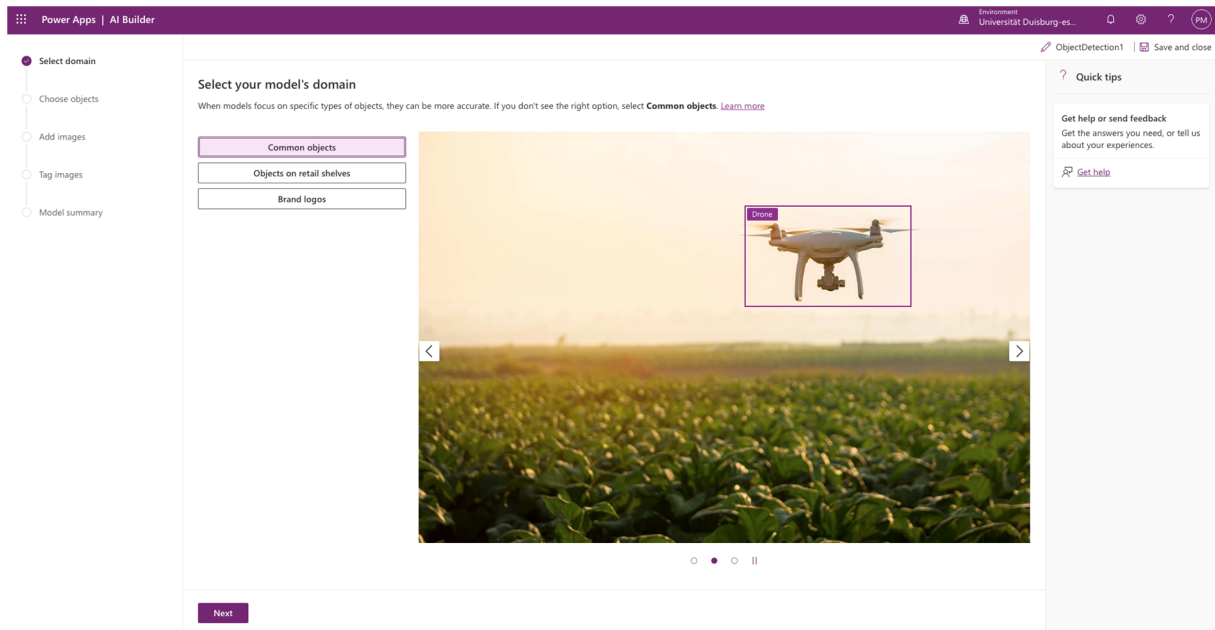 Power Apps | AI Builder
Environment
Universität Duisburg-es...
?
PM
ObjectDetection1 | Save and close
Select domain
Choose objects
Add images
Tag images
Model summary
Select your model's domain
When models focus on specific types of objects, they can be more accurate. If you don't see the right option, select Common objects. Learn more
Common objects
Objects on retail shelves
Brand logos
Drone
Next
? Quick tips
Get help or send feedback
Get the answers you need, or tell us
about your experiences.
Get help